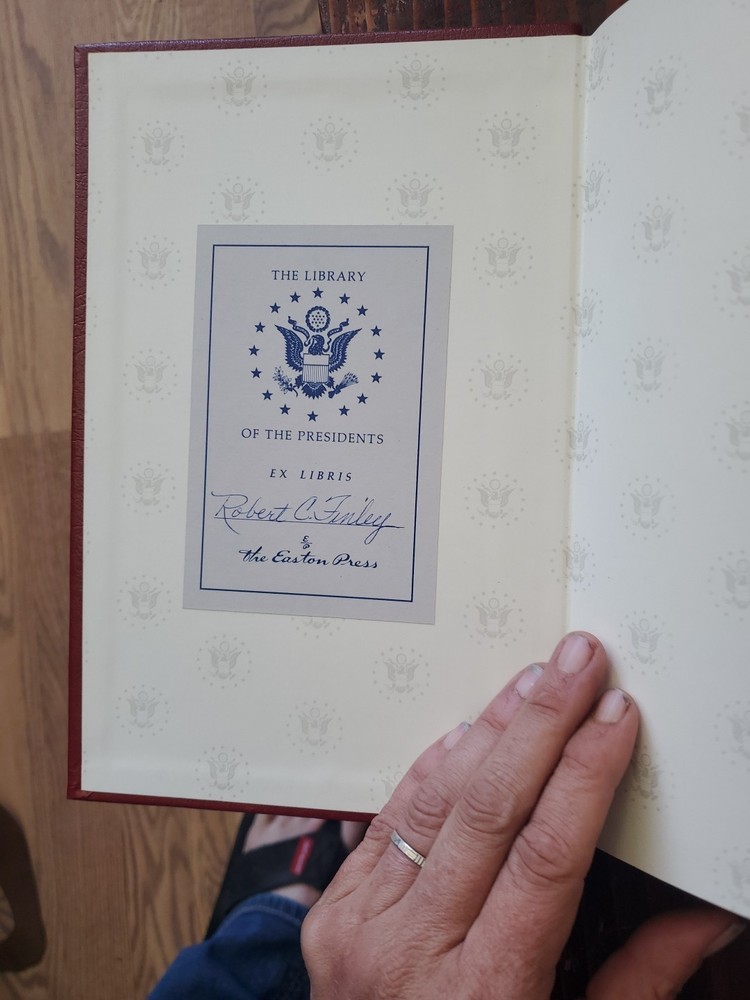 THE LIBRARY
OF THE PRESIDENTS
EX LIBRIS
Robert C. Finley
E/P
the Easton Press